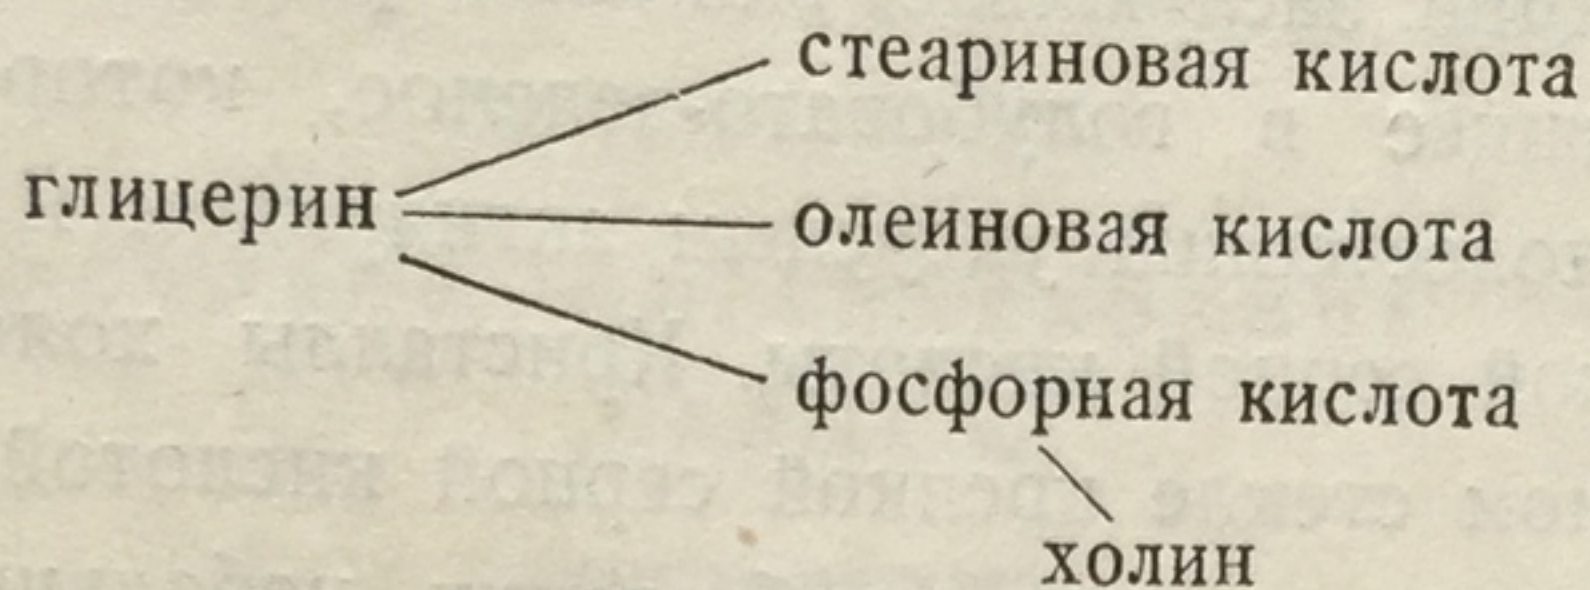 стеариновая кислота
глицерин
олеиновая кислота
фосфорная кислота
холин